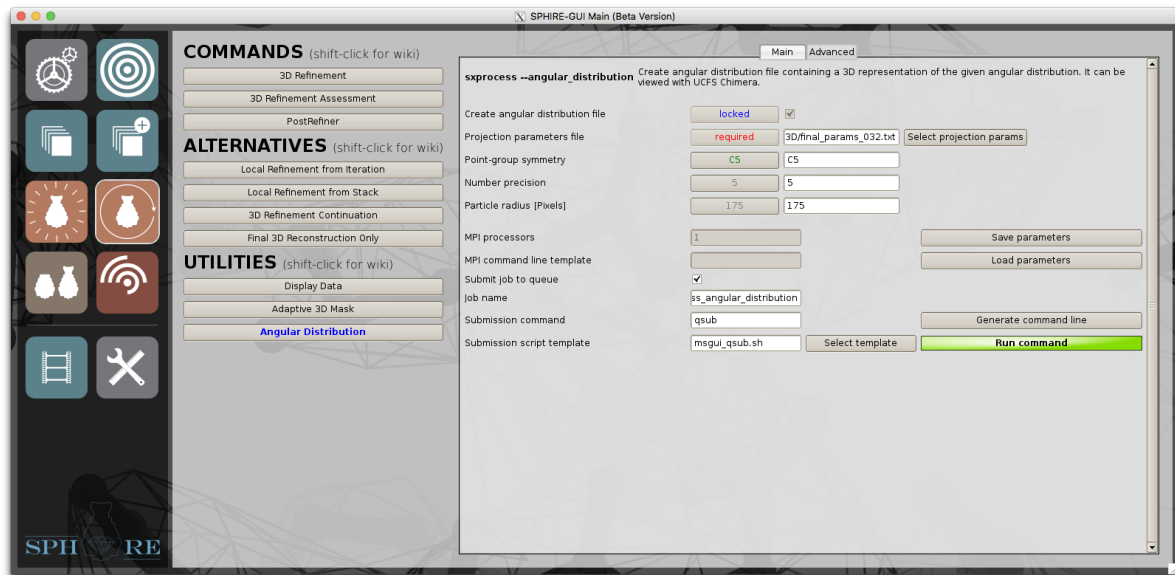 SPHIRE-GUI Main (Beta Version)
COMMANDS (shift-click for wiki)
3D Refinement
3D Refinement Assessment
PostRefiner
ALTERNATIVES (shift-click for wiki)
Local Refinement from Iteration
Local Refinement from Stack
3D Refinement Continuation
Final 3D Reconstruction Only
UTILITIES (shift-click for wiki)
Display Data
Adaptive 3D Mask
Angular Distribution
SPH RE
Main Advanced
sxprocess --angular_distribution Create angular distribution file containing a 3D representation of the given angular distribution. It can be
viewed with UCFS Chimera.
Create angular distribution file locked
Projection parameters file required 3D/final_params_032.txt Select projection params
Point-group symmetry C5 C5
Number precision 5 5
Particle radius [Pixels] 175 175
MPI processors 1 Save parameters
MPI command line template Load parameters
Submit job to queue
Job name ss_angular_distribution
Submission command qsub Generate command line
Submission script template msgui_qsub.sh Select template Run command